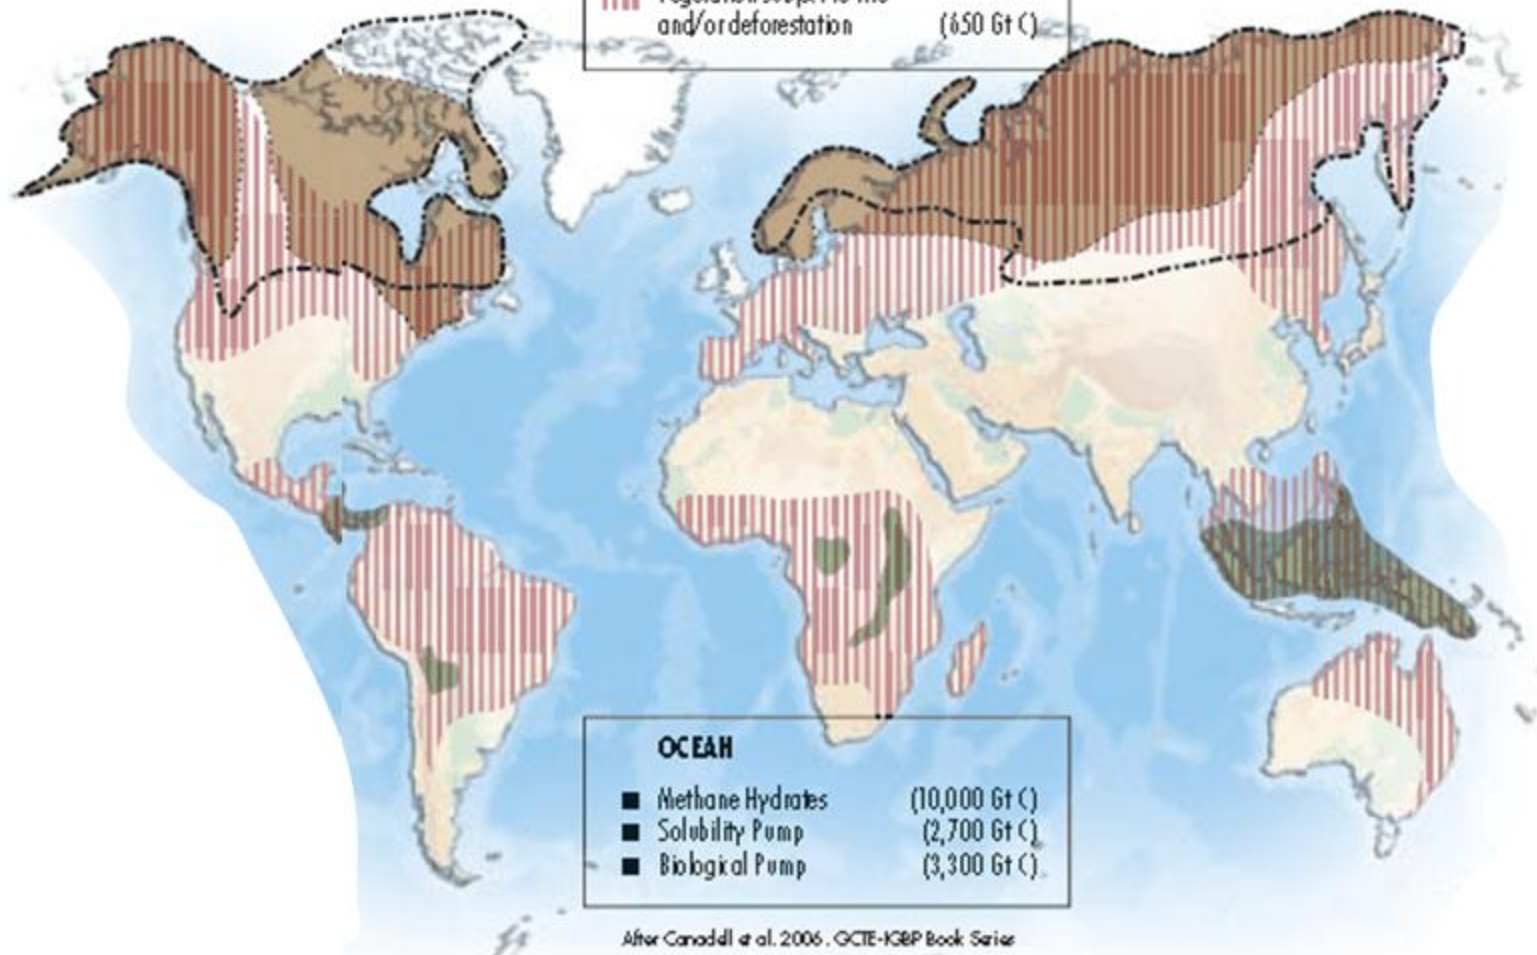 and/or deforestation (650 Gt C)
OCEAN
Methane Hydrates (10,000 Gt C)
Solubility Pump (2,700 Gt C)
Biological Pump (3,300 Gt C)
After Canadell et al. 2006. GCTE-IGBP Book Series